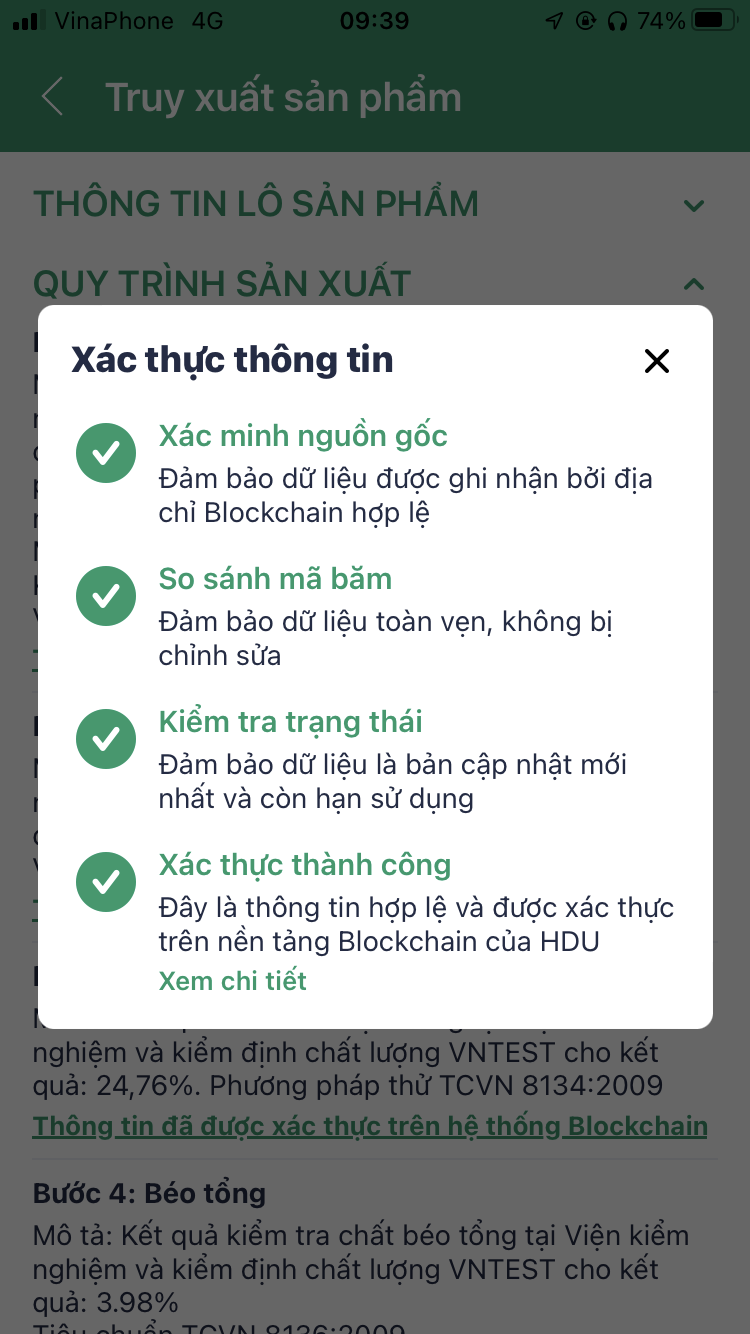 VinaPhone 4G 09:39 74%
Truy xuất sản phẩm
THÔNG TIN LÔ SẢN PHẨM
QUY TRÌNH SẢN XUẤT
Xác thực thông tin
Xác minh nguồn gốc
Đảm bảo dữ liệu được ghi nhận bởi địa
chỉ Blockchain hợp lệ
So sánh mã băm
Đảm bảo dữ liệu toàn vẹn, không bị
chỉnh sửa
Kiểm tra trạng thái
Đảm bảo dữ liệu là bản cập nhật mới
nhất và còn hạn sử dụng
Xác thực thành công
Đây là thông tin hợp lệ và được xác thực
trên nền tảng Blockchain của HDU
Xem chi tiết
nghiệm và kiểm định chất lượng VNTEST cho kết
quả: 24,76%. Phương pháp thử TCVN 8134:2009
Thông tin đã được xác thực trên hệ thống Blockchain
Bước 4: Béo tổng
Mô tả: Kết quả kiểm tra chất béo tổng tại Viện kiểm
nghiệm và kiểm định chất lượng VNTEST cho kết
quả: 3.98%
Tiêu chuẩn TCVN 8136:2009